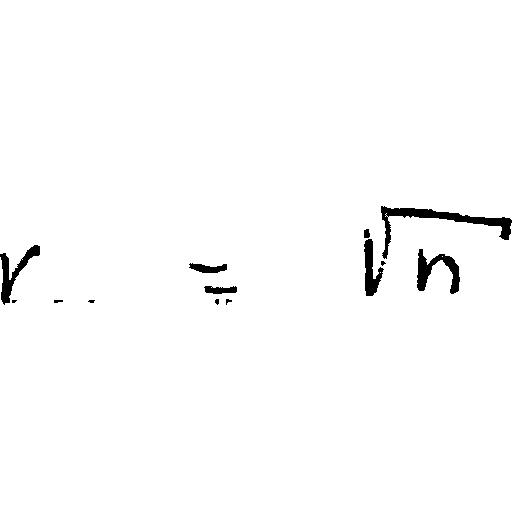 r = √n